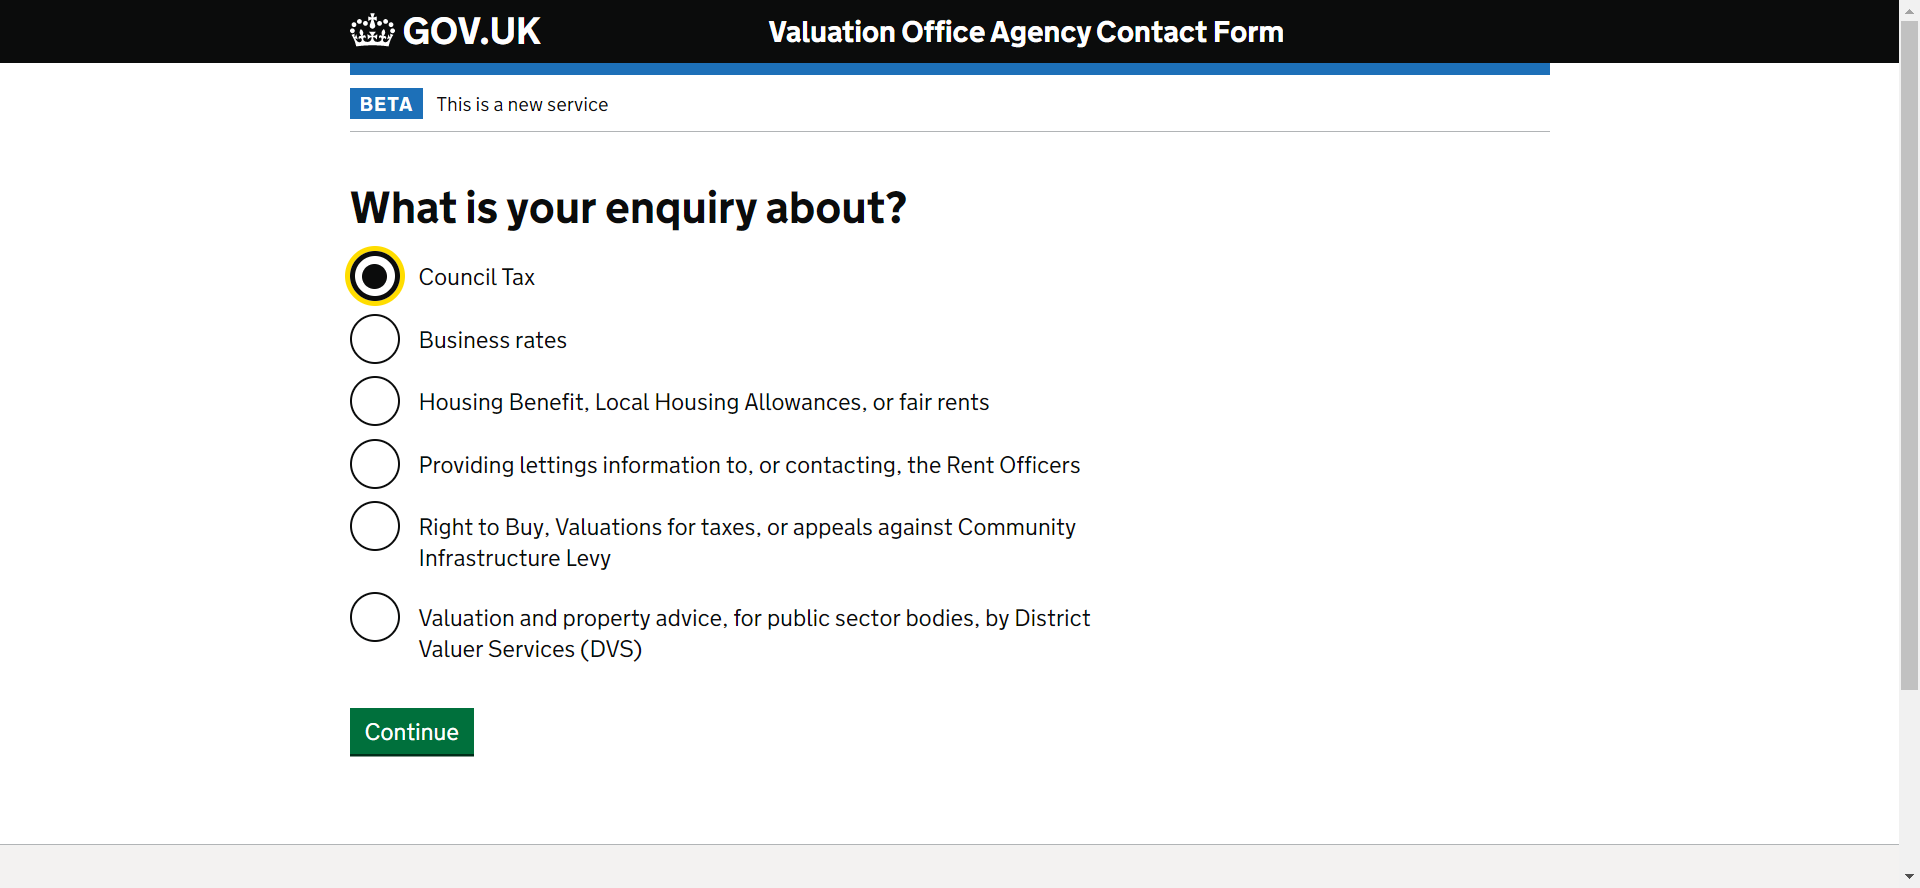 GOV.UK
Valuation Office Agency Contact Form
BETA
This is a new service
What is your enquiry about?
Council Tax
Business rates
Housing Benefit, Local Housing Allowances, or fair rents
Providing lettings information to, or contacting, the Rent Officers
Right to Buy, Valuations for taxes, or appeals against Community
Infrastructure Levy
Valuation and property advice, for public sector bodies, by District
Valuer Services (DVS)
Continue